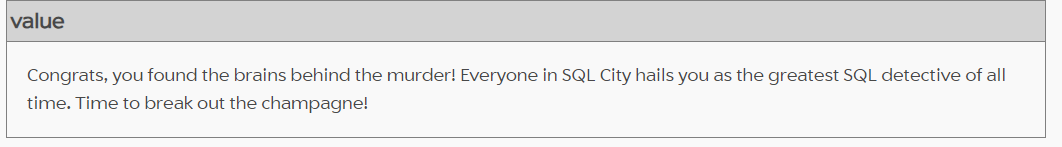 value
Congrats, you found the brains behind the murder! Everyone in SQL City hails you as the greatest SQL detective of all
time. Time to break out the champagne!